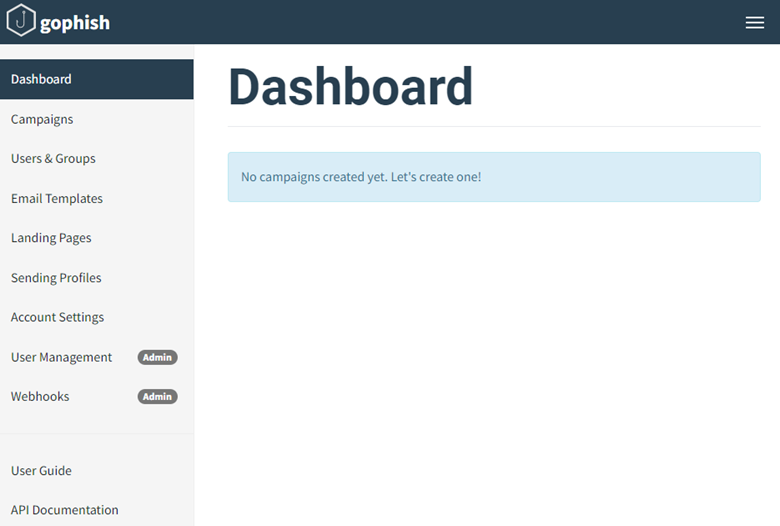 gophish
Dashboard
Campaigns
Users & Groups
Email Templates
Landing Pages
Sending Profiles
Account Settings
User Management Admin
Webhooks Admin
User Guide
API Documentation
Dashboard
No campaigns created yet. Let's create one!